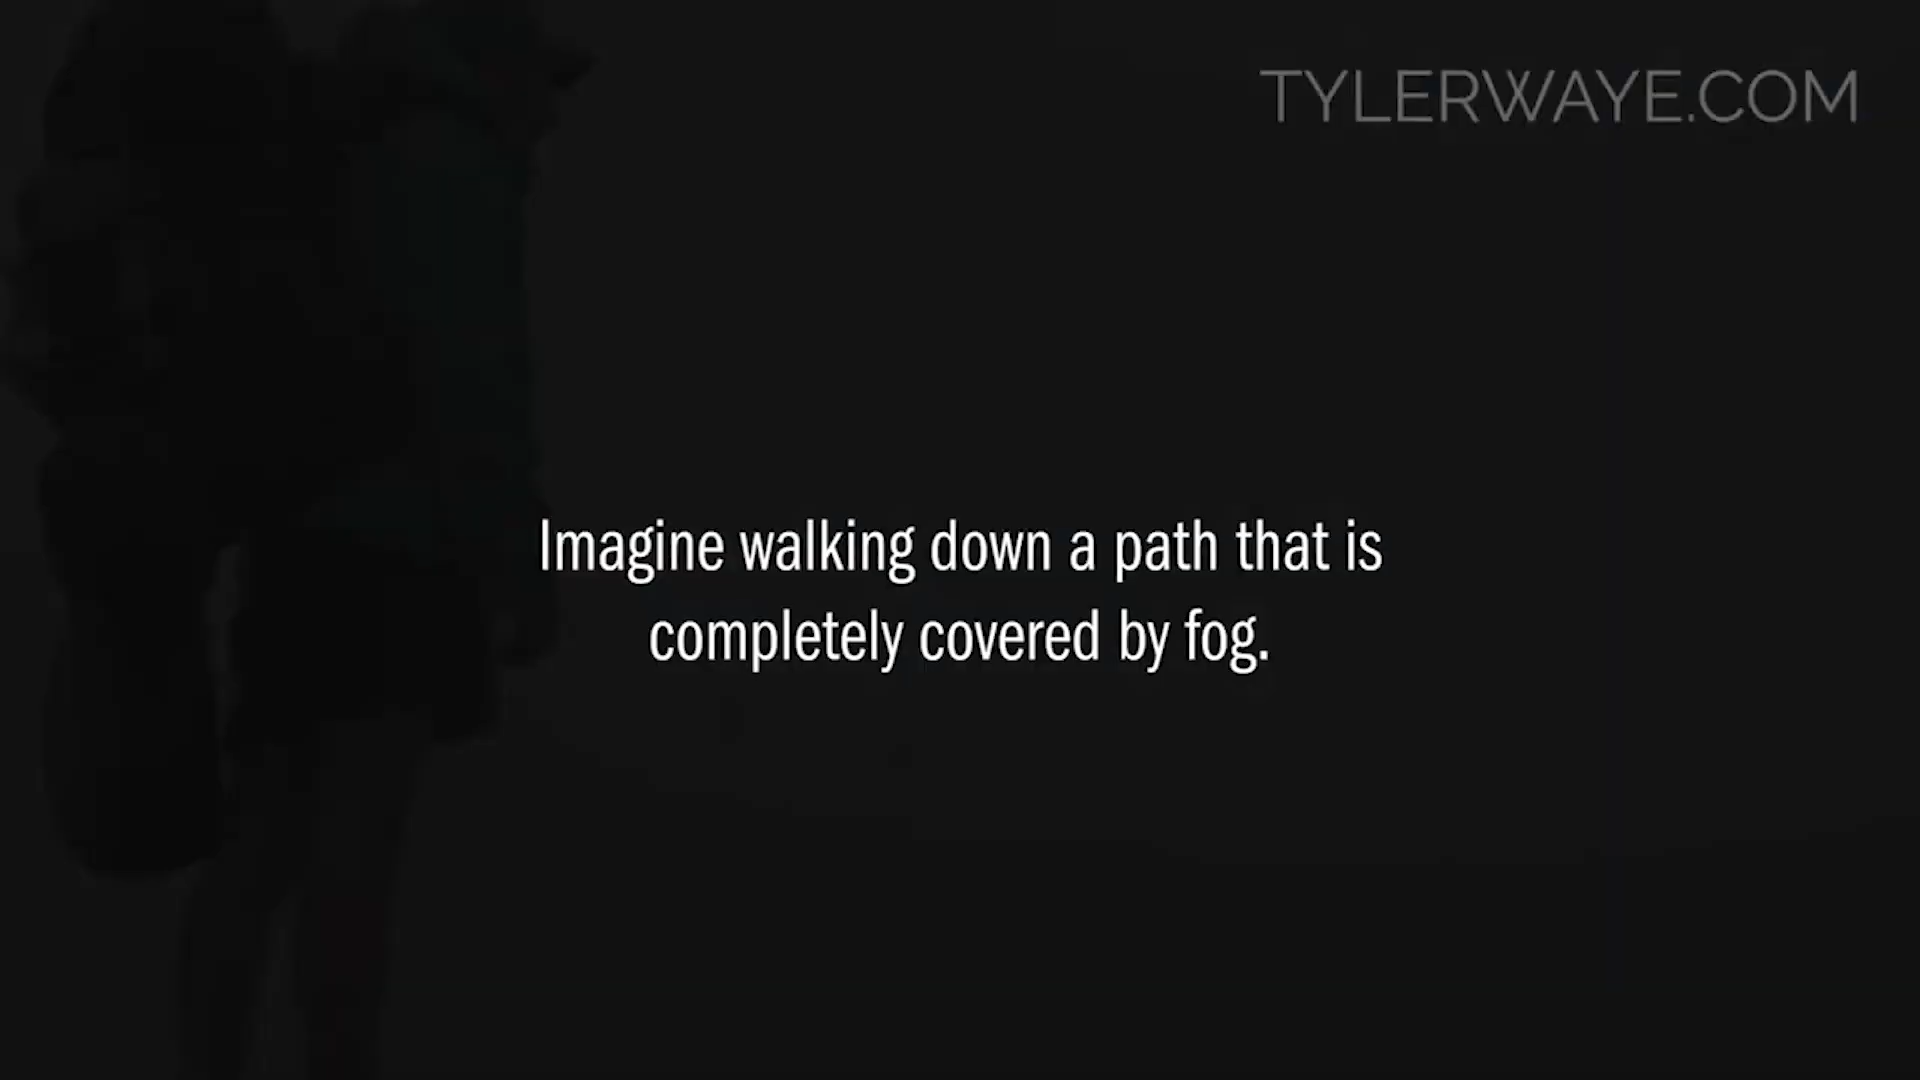 TYLERWAYE.COM
Imagine walking down a path that is
completely covered by fog.